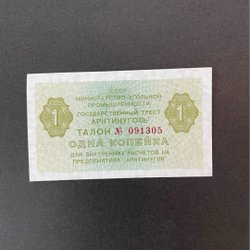 СССР
МИНИСТЕРСТВО УГОЛЬНОЙ
ПРОМЫШЛЕННОСТИ
ГОСУДАРСТВЕННЫЙ ТРЕСТ
АРКТИКУГОЛЬ
1 ТАЛОН № 091305 1
ОДНА КОПЕЙКА
ДЛЯ ВНУТРЕННИХ РАСЧЕТОВ НА
ПРЕДПРИЯТИЯХ „АРКТИКУГЛЯ"